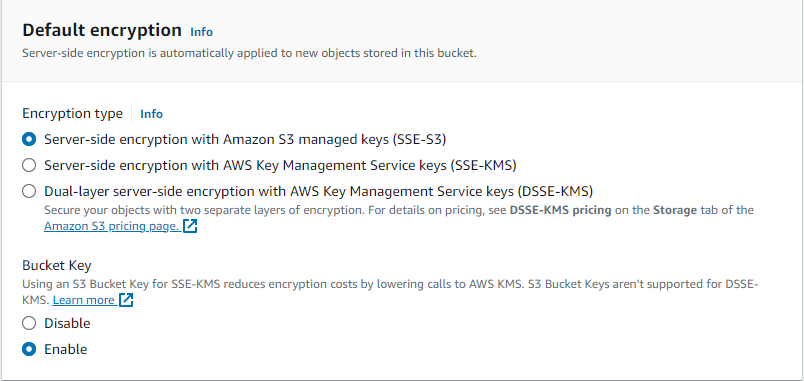 Default encryption Info
Server-side encryption is automatically applied to new objects stored in this bucket.
Encryption type Info
Server-side encryption with Amazon S3 managed keys (SSE-S3)
Server-side encryption with AWS Key Management Service keys (SSE-KMS)
Dual-layer server-side encryption with AWS Key Management Service keys (DSSE-KMS)
Secure your objects with two separate layers of encryption. For details on pricing, see DSSE-KMS pricing on the Storage tab of the
Amazon S3 pricing page.
Bucket Key
Using an S3 Bucket Key for SSE-KMS reduces encryption costs by lowering calls to AWS KMS. S3 Bucket Keys aren't supported for DSSE-
KMS. Learn more
Disable
Enable